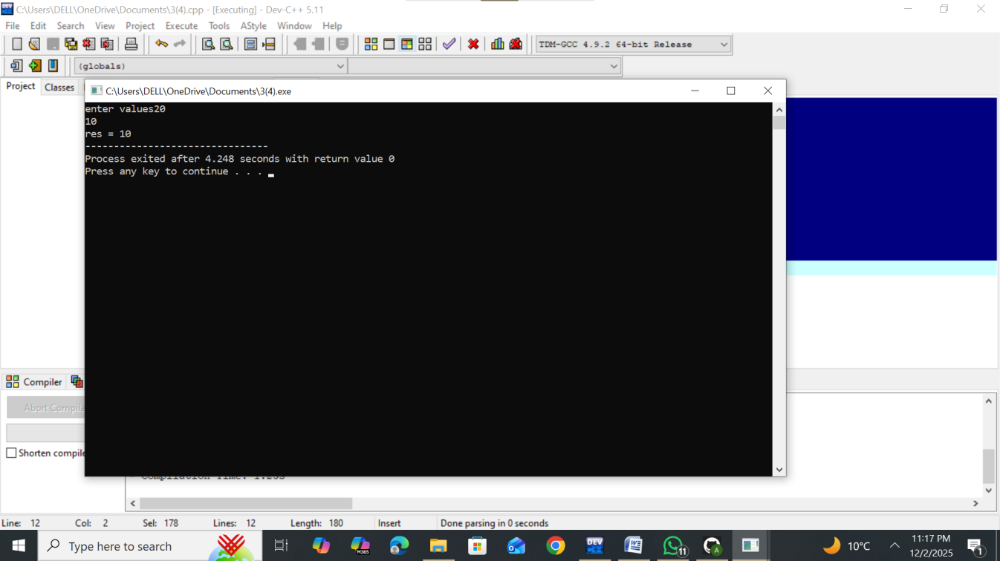 C:\Users\DELL\OneDrive\Documents\3(4).cpp - [Executing] - Dev-C++ 5.11
File Edit Search View Project Execute Tools AStyle Window Help
TDM-GCC 4.9.2 64-bit Release
(globals)
Project Classes
C:\Users\DELL\OneDrive\Documents\3(4).exe
enter values20
10
res = 10
--------------------------------
Process exited after 4.248 seconds with return value 0
Press any key to continue . . .
Compiler
Abort Compila
Shorten compile
Line: 12 Col: 2 Sel: 178 Lines: 12 Length: 180 Insert Done parsing in 0 seconds
Type here to search
M365
DEV
11
A
10°C
11:17 PM
12/2/2025
1